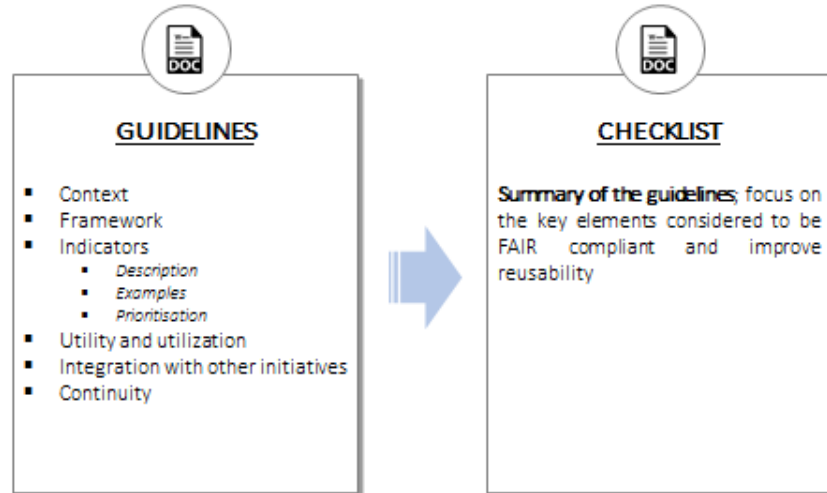 DOC
GUIDELINES
▪ Context
▪ Framework
▪ Indicators
▪ Description
▪ Examples
▪ Prioritisation
▪ Utility and utilization
▪ Integration with other initiatives
▪ Continuity
DOC
CHECKLIST
Summary of the guidelines; focus on
the key elements considered to be
FAIR compliant and improve
reusability